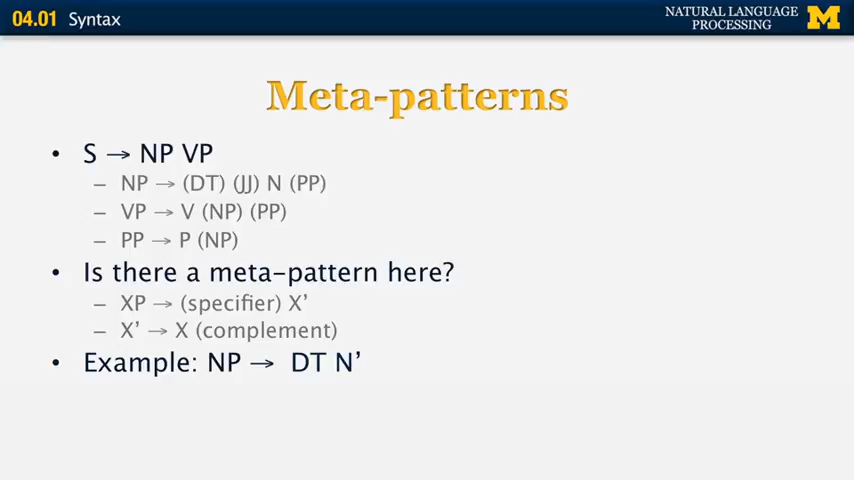 04.01 Syntax
NATURAL LANGUAGE
PROCESSING
M
Meta-patterns
• S → NP VP
– NP → (DT) (JJ) N (PP)
– VP → V (NP) (PP)
– PP → P (NP)
• Is there a meta-pattern here?
– XP → (specifier) X’
– X’ → X (complement)
• Example: NP → DT N’